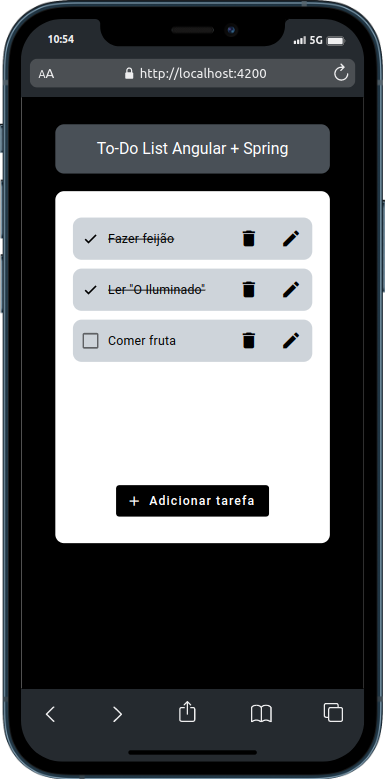 10:54
5G
AA
http://localhost:4200
To-Do List Angular + Spring
Fazer feijão
Ler "O Iluminado"
Comer fruta
+ Adicionar tarefa